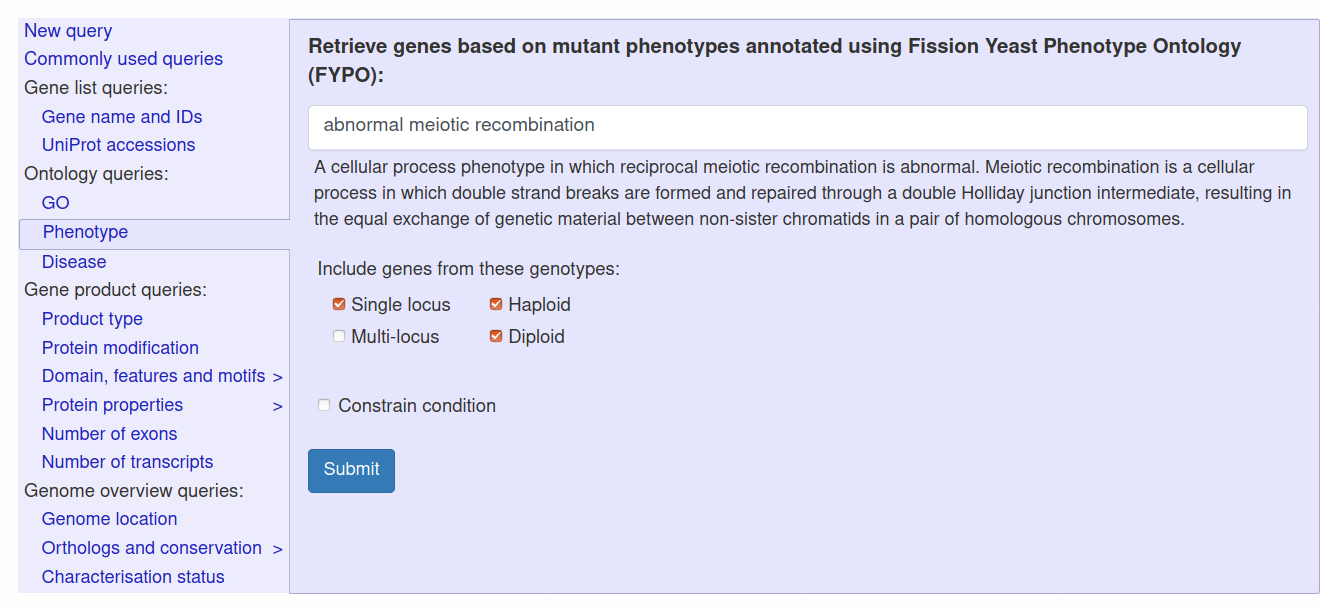 New query
Commonly used queries
Gene list queries:
Gene name and IDs
UniProt accessions
Ontology queries:
GO
Phenotype
Disease
Gene product queries:
Product type
Protein modification
Domain, features and motifs >
Protein properties >
Number of exons
Number of transcripts
Genome overview queries:
Genome location
Orthologs and conservation >
Characterisation status
Retrieve genes based on mutant phenotypes annotated using Fission Yeast Phenotype Ontology
(FYPO):
abnormal meiotic recombination
A cellular process phenotype in which reciprocal meiotic recombination is abnormal. Meiotic recombination is a cellular
process in which double strand breaks are formed and repaired through a double Holliday junction intermediate, resulting in
the equal exchange of genetic material between non-sister chromatids in a pair of homologous chromosomes.
Include genes from these genotypes:
Single locus Haploid
Multi-locus Diploid
Constrain condition
Submit